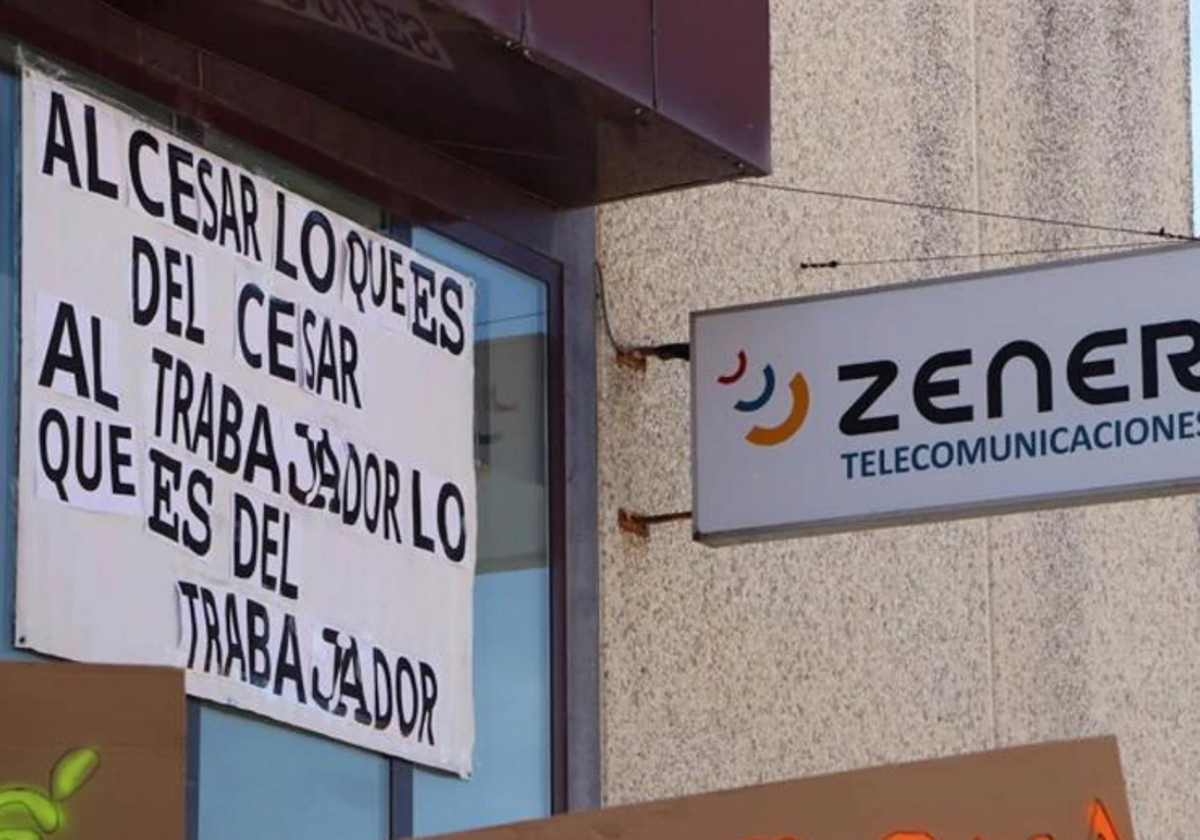 AL CESAR LO QUE ES
DEL CESAR
AL TRABAJADOR LO
QUE ES DEL
TRABAJADOR
ZENER
TELECOMUNICACIONES